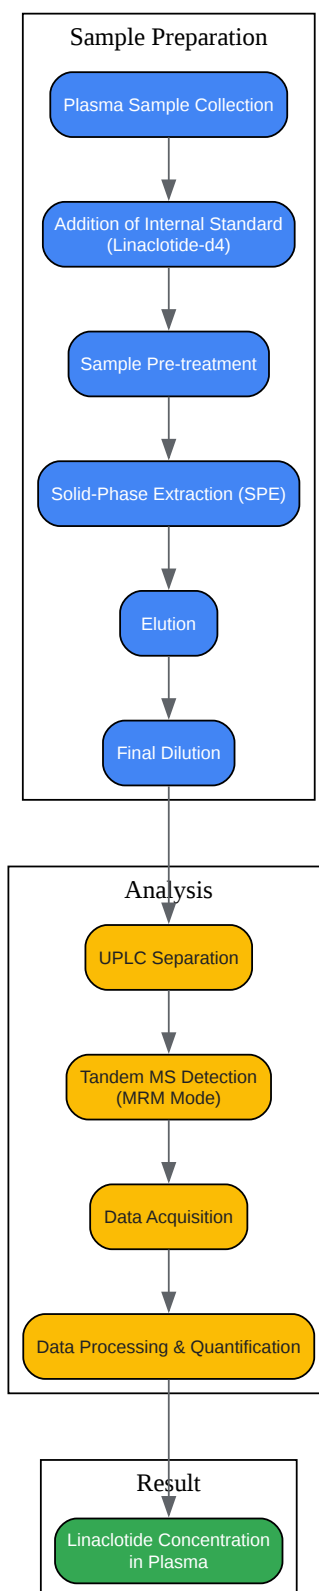 Sample Preparation
Plasma Sample Collection
Addition of Internal Standard
(Linaclotide-d4)
Sample Pre-treatment
Solid-Phase Extraction (SPE)
Elution
Final Dilution
Analysis
UPLC Separation
Tandem MS Detection
(MRM Mode)
Data Acquisition
Data Processing & Quantification
Result
Linaclotide Concentration
in Plasma